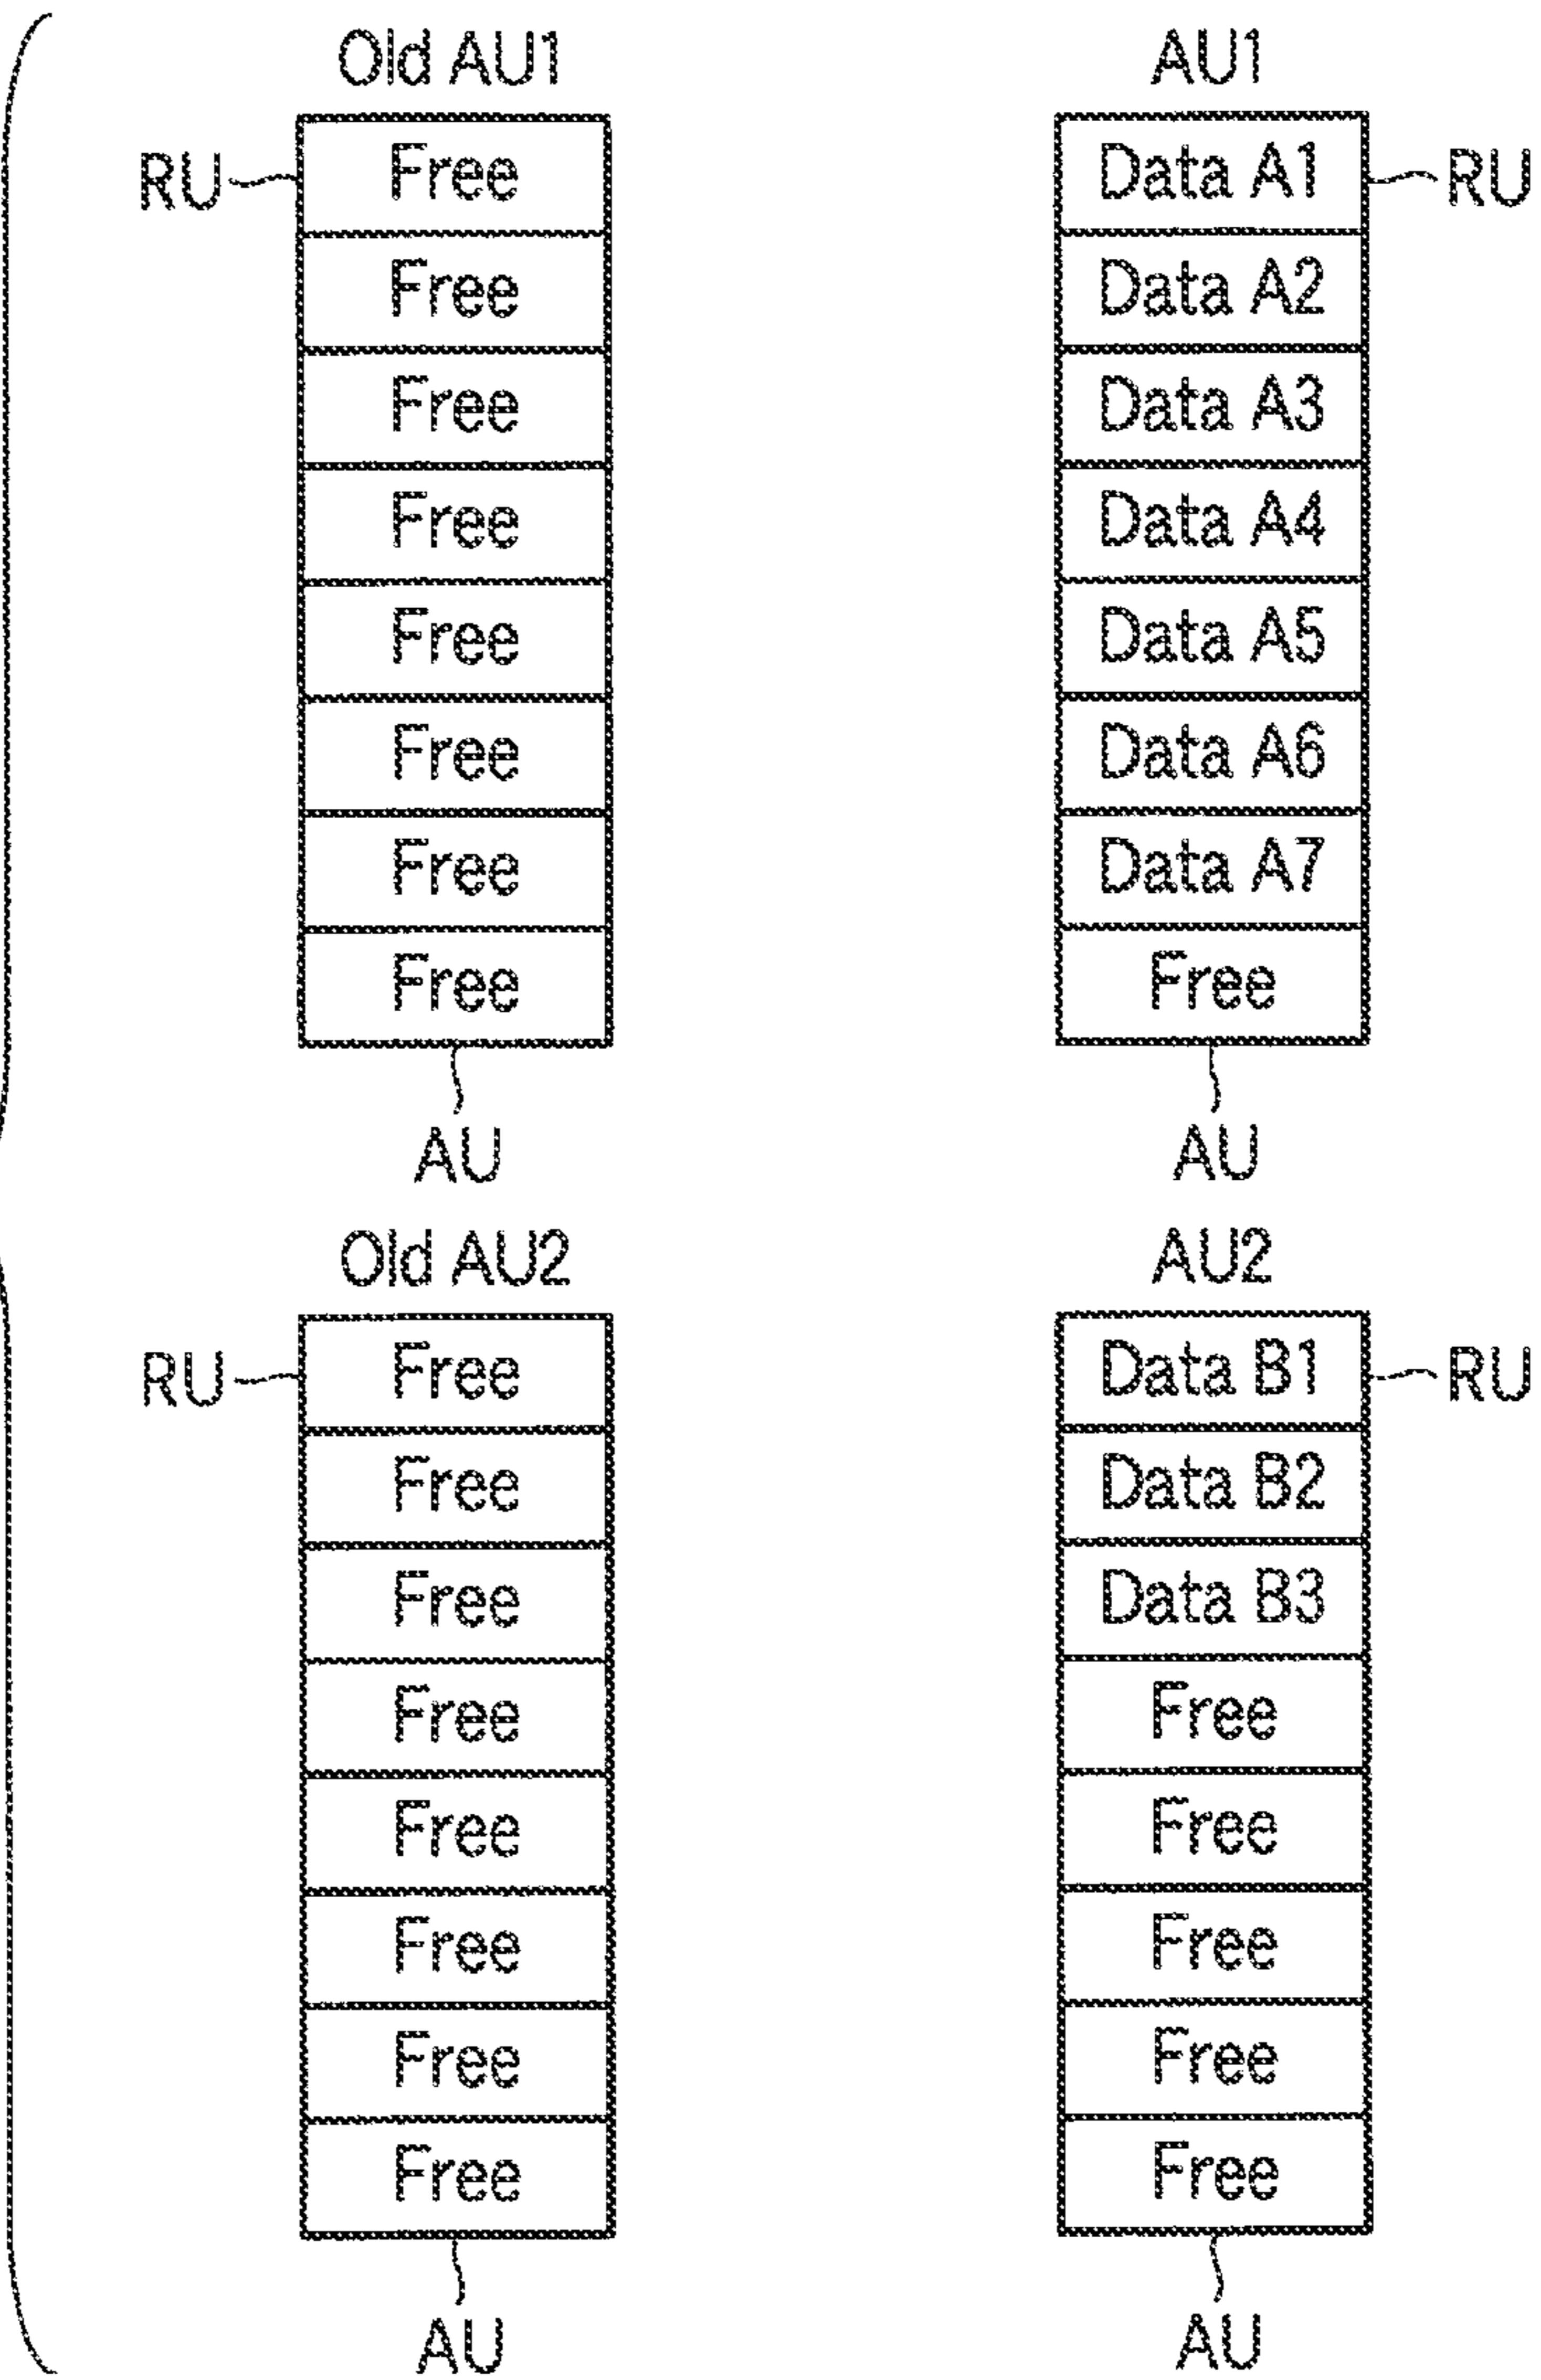 Old AU1
RU
Free
Free
Free
Free
Free
Free
Free
Free
AU
AU1
Data A1
RU
Data A2
Data A3
Data A4
Data A5
Data A6
Data A7
Free
AU
Old AU2
RU
Free
Free
Free
Free
Free
Free
Free
Free
AU
AU2
Data B1
RU
Data B2
Data B3
Free
Free
Free
Free
Free
AU